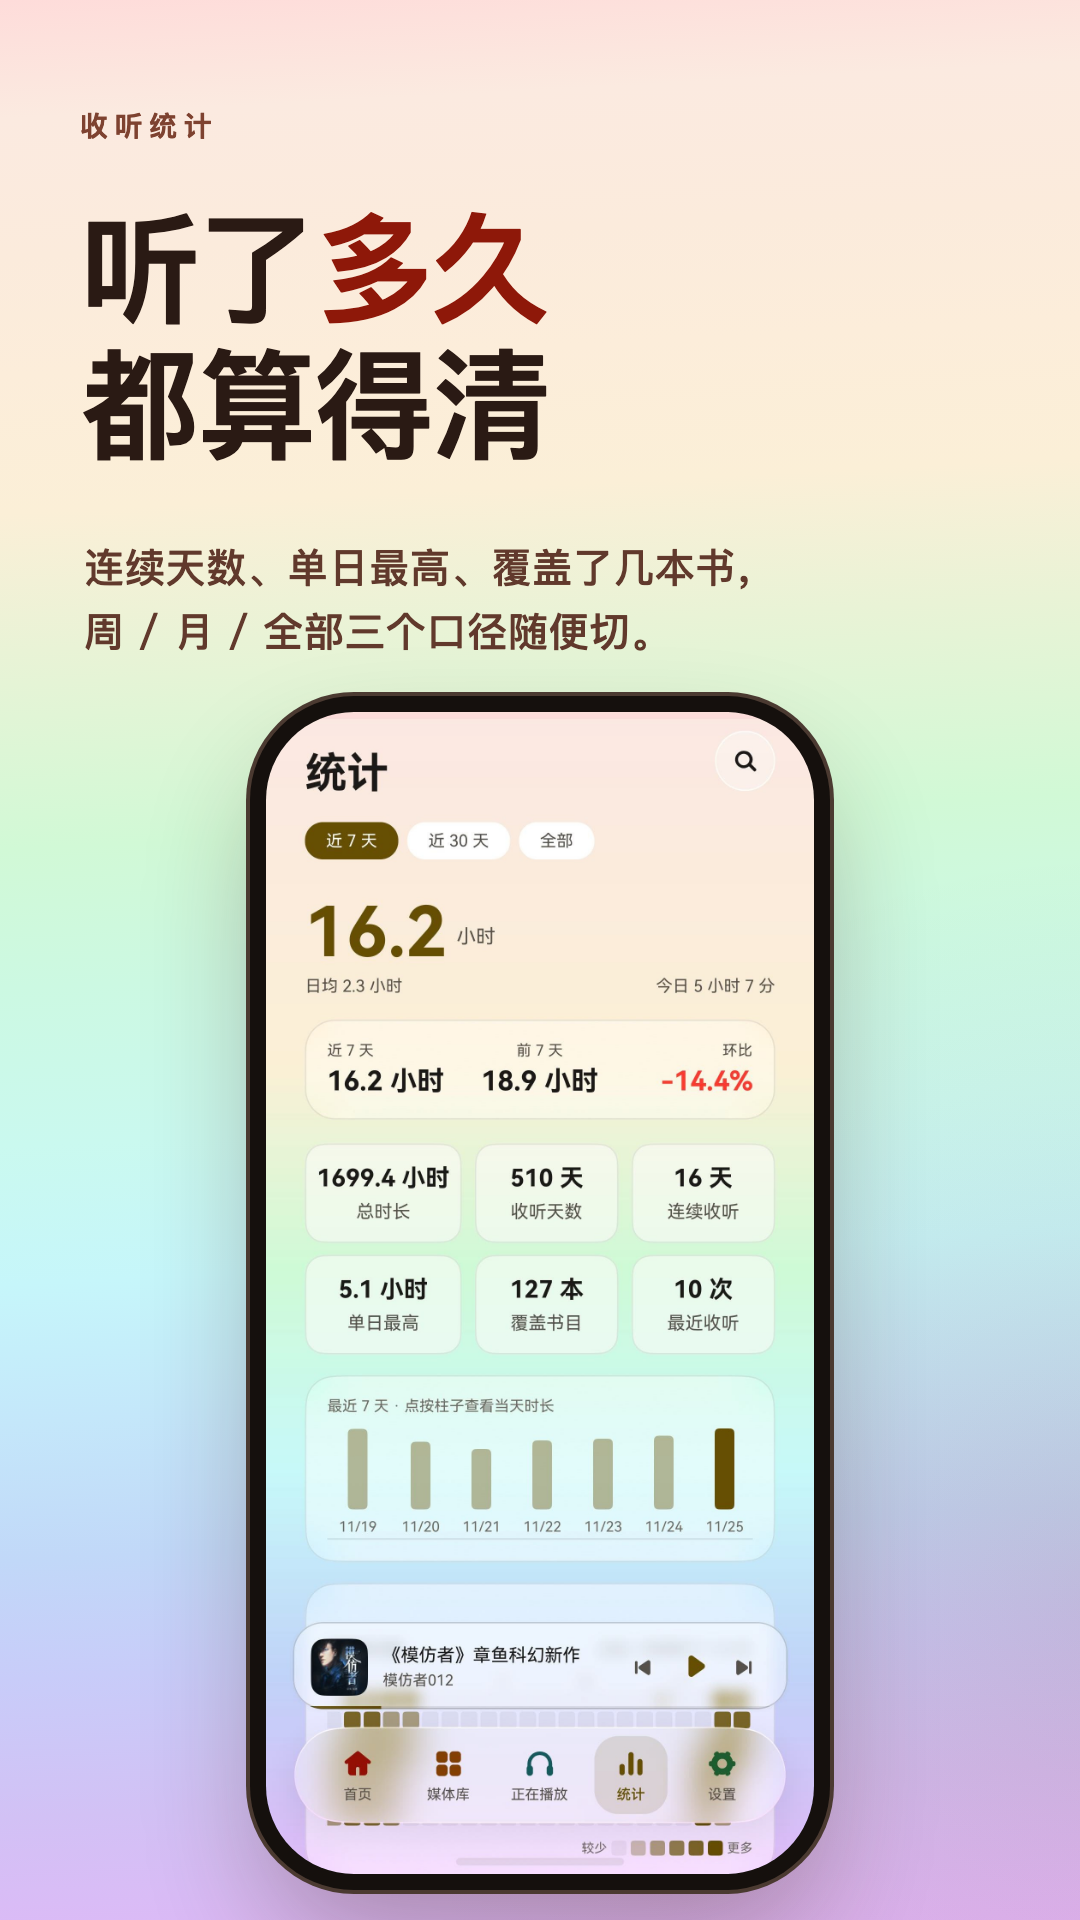 收听统计
听了多久
都算得清
连续天数、单日最高、覆盖了几本书，
周 / 月 / 全部三个口径随便切。
统计
近 7 天 近 30 天 全部
16.2 小时
日均 2.3 小时 今日 5 小时 7 分
近 7 天 前 7 天 环比
16.2 小时 18.9 小时 -14.4%
1699.4 小时 510 天 16 天
总时长 收听天数 连续收听
5.1 小时 127 本 10 次
单日最高 覆盖书目 最近收听
最近 7 天 · 点按柱子查看当天时长
11/19 11/20 11/21 11/22 11/23 11/24 11/25
模仿者
《模仿者》章鱼科幻新作
模仿者012
首页 媒体库 正在播放 统计 设置
较少 更多